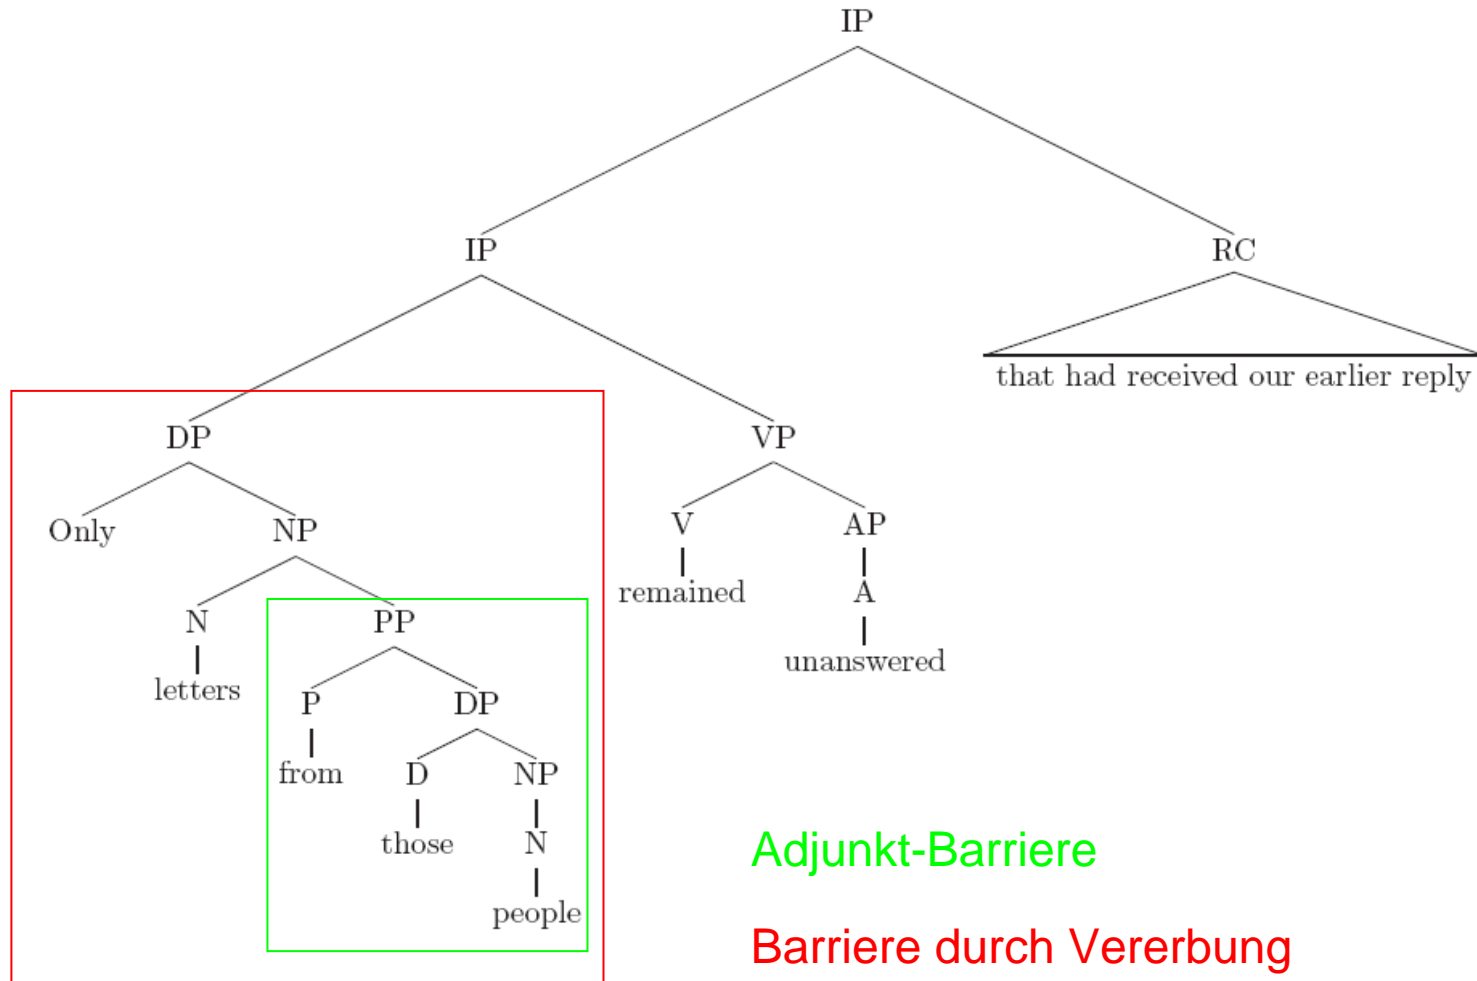 IP
IP RC
that had received our earlier reply
DP VP
Only NP V AP
remained A
N PP
unanswered
letters P DP
from D NP
those N
people
Adjunkt-Barriere
Barriere durch Vererbung